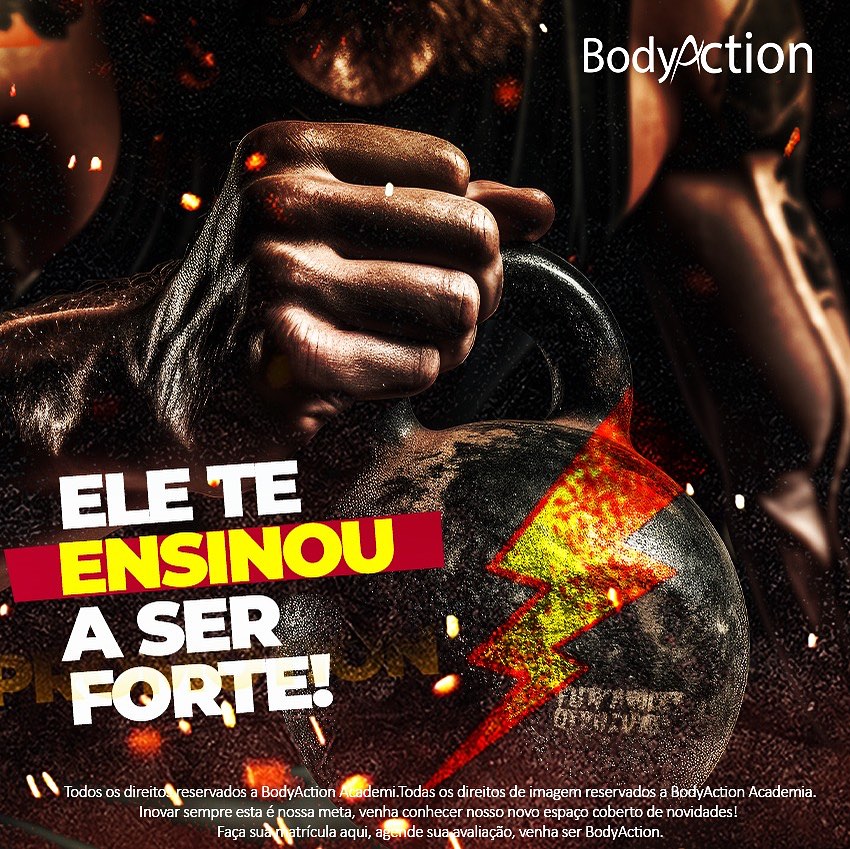 BodyAction
ELE TE
ENSINOU
A SER
FORTE!
Todos os direitos reservados a BodyAction Academi.Todas os direitos de imagem reservados a BodyAction Academia.
Inovar sempre esta é nossa meta, venha conhecer nosso novo espaço coberto de novidades!
Faça sua matrícula aqui, agende sua avaliação, venha ser BodyAction.